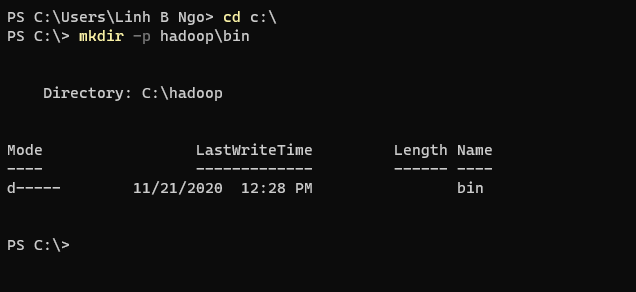 PS C:\Users\Linh B Ngo> cd c:\
PS C:\> mkdir -p hadoop\bin
Directory: C:\hadoop
Mode                 LastWriteTime         Length Name
----                 -------------         ------ ----
d-----        11/21/2020  12:28 PM                bin
PS C:\>